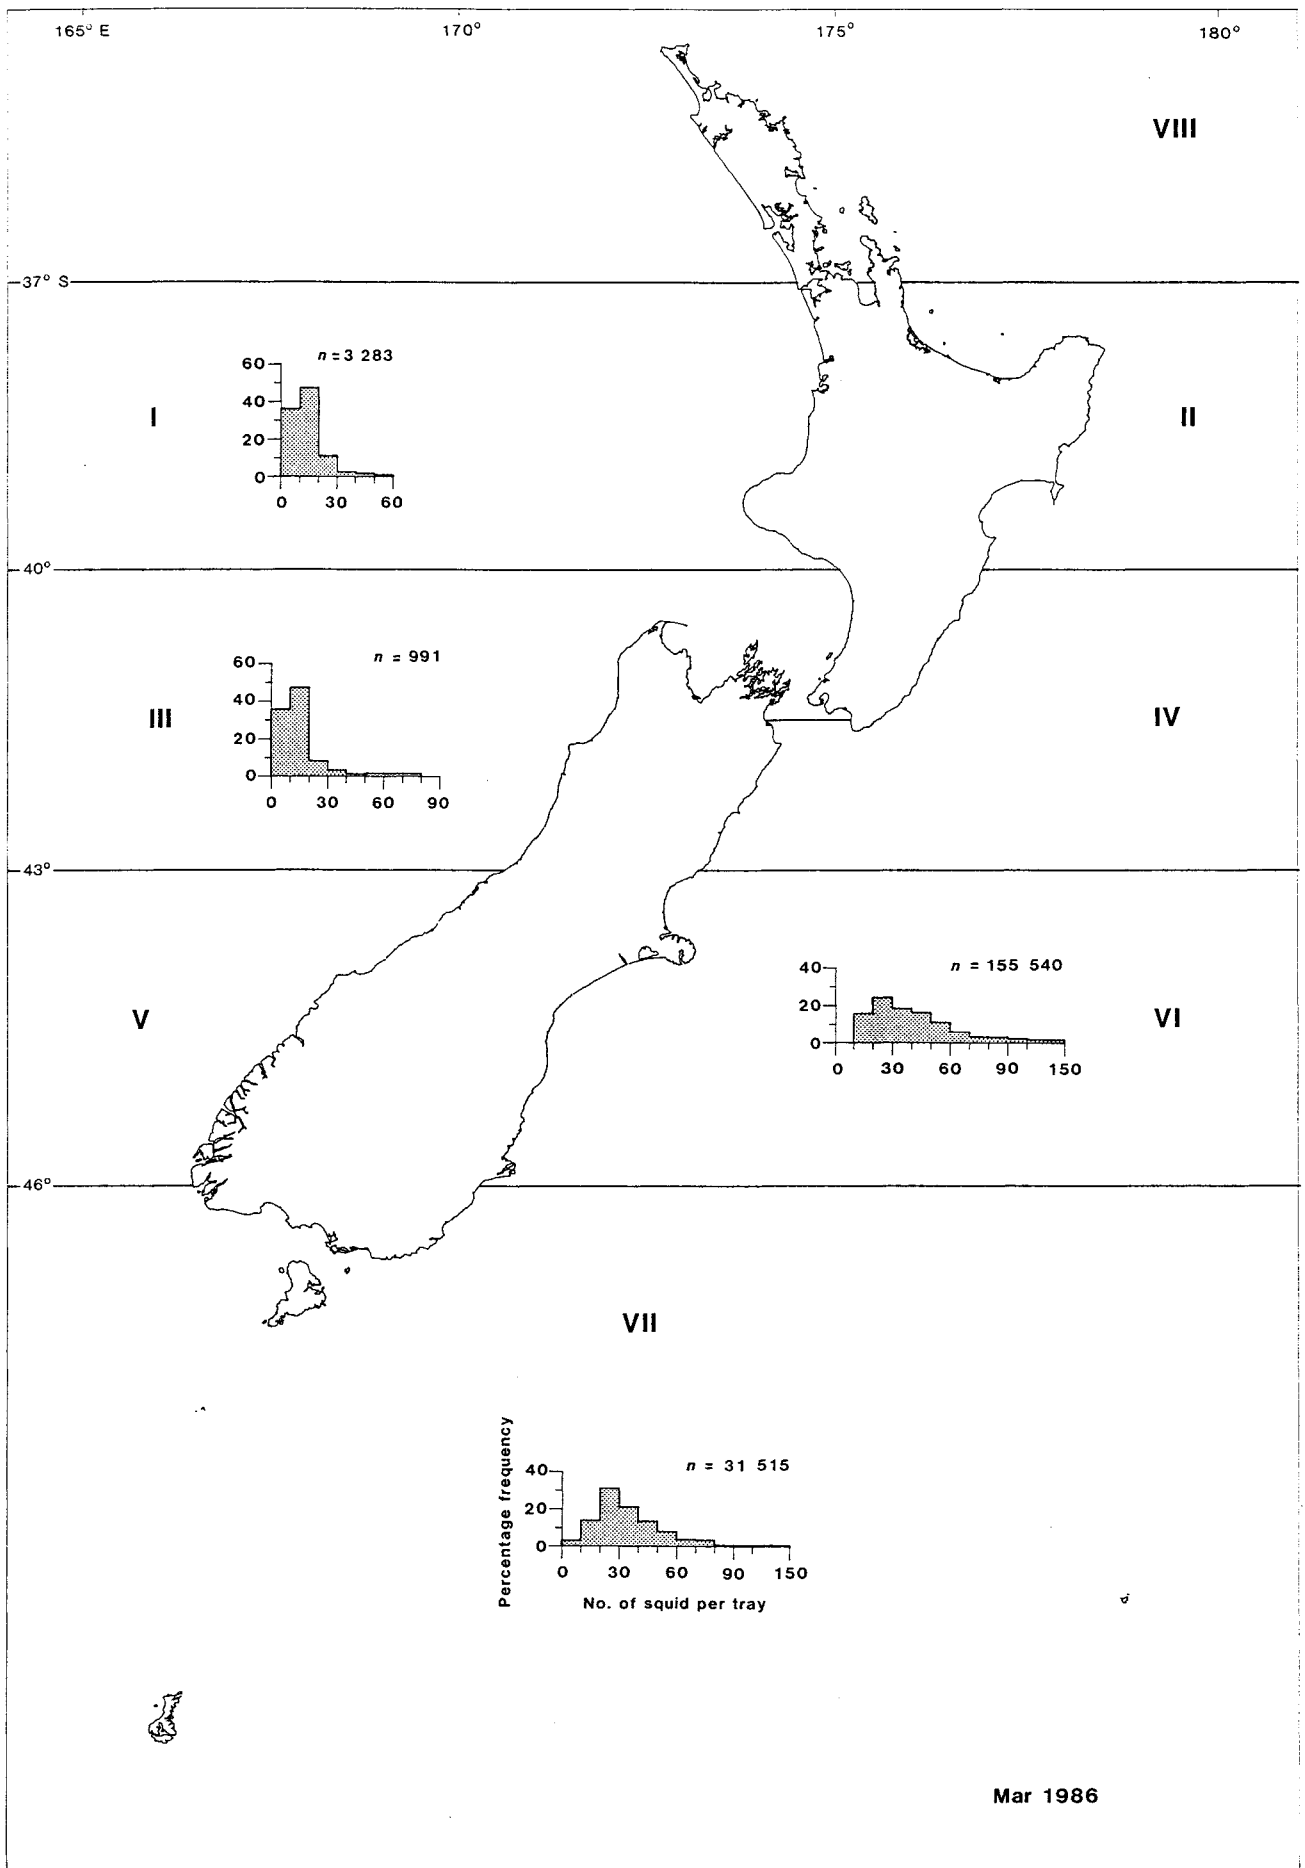 165° E 170° 175° 180°
VIII
37° S
n = 3 283
60
40
20
0
0 30 60
I
II
40°
n = 991
60
40
20
0
0 30 60 90
III
IV
43°
n = 155 540
40
20
0
0 30 60 90 150
V
VI
46°
VII
Percentage frequency
n = 31 515
40
20
0
0 30 60 90 150
No. of squid per tray
Mar 1986